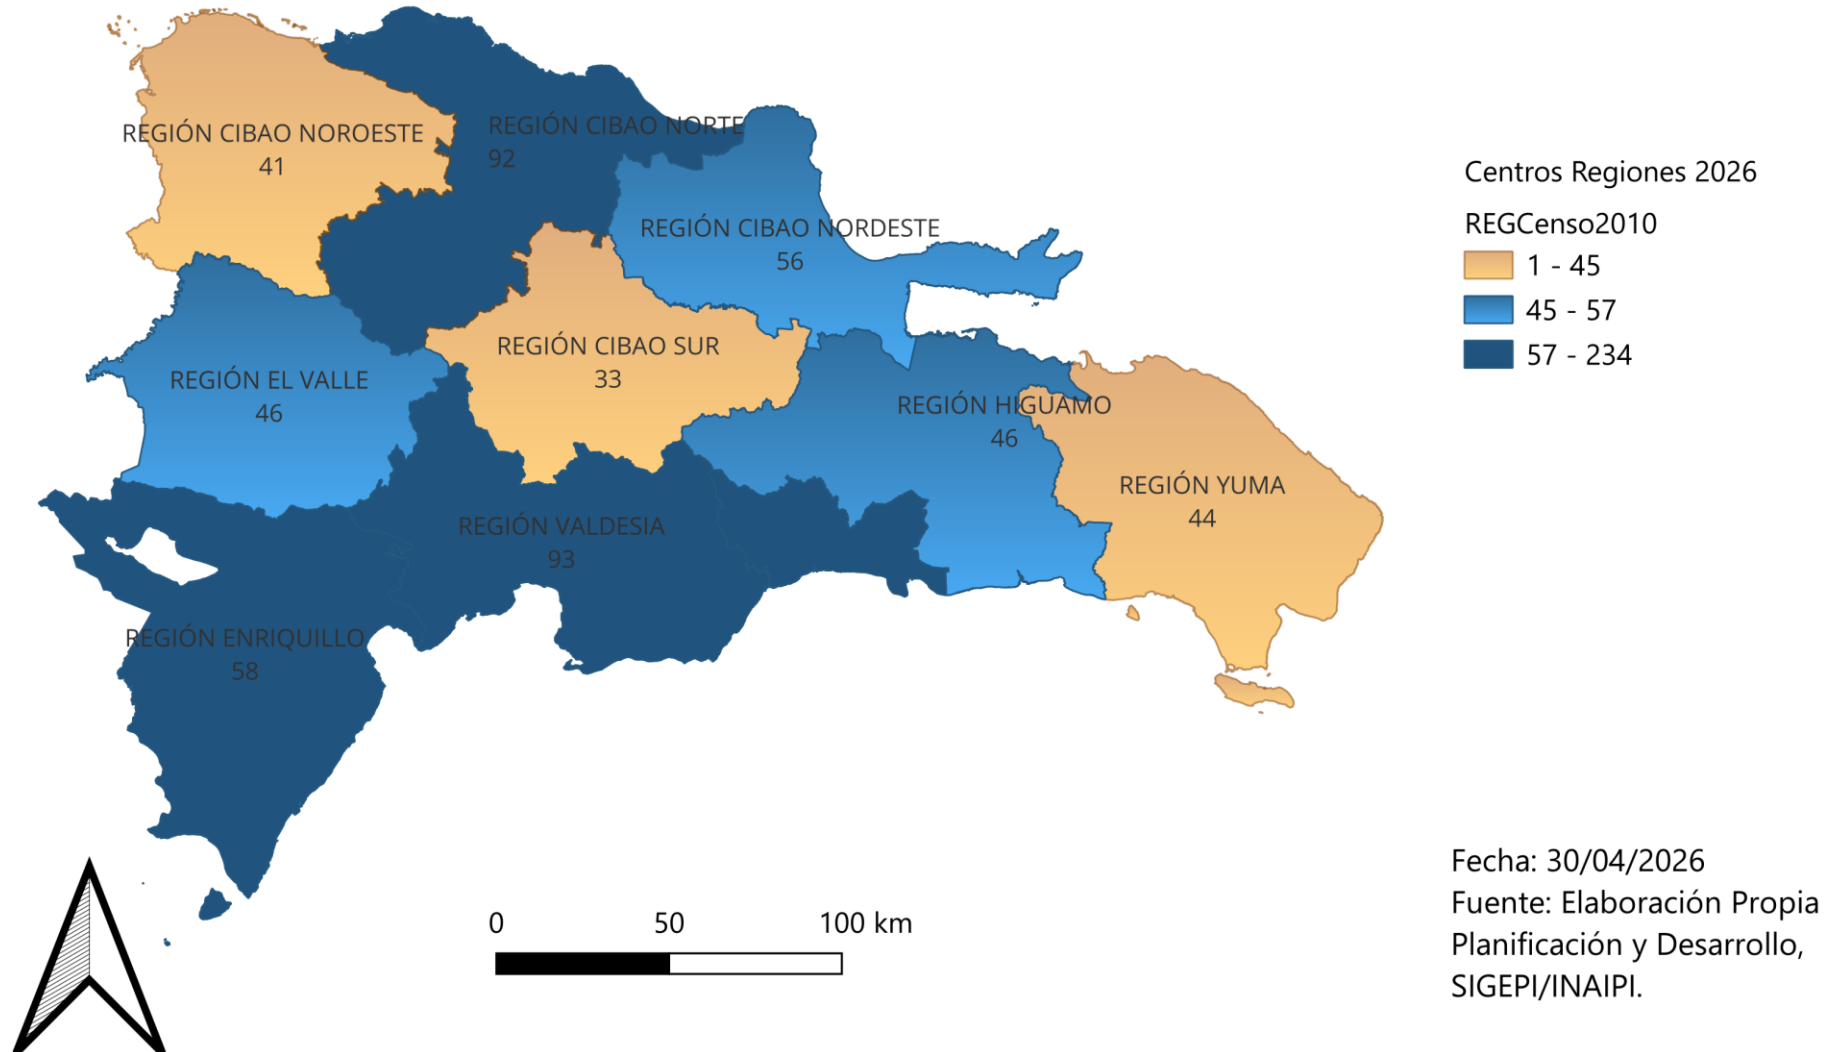 REGIÓN CIBAO NOROESTE
41
REGIÓN CIBAO NORTE
92
REGIÓN CIBAO NORDESTE
56
REGIÓN CIBAO SUR
33
REGIÓN EL VALLE
46
REGIÓN HIGUAMO
46
REGIÓN YUMA
44
REGIÓN VALDESIA
93
REGIÓN ENRIQUILLO
58
Centros Regiones 2026
REGCenso2010
1 - 45
45 - 57
57 - 234
0 50 100 km
Fecha: 30/04/2026
Fuente: Elaboración Propia
Planificación y Desarrollo,
SIGEPI/INAIPI.